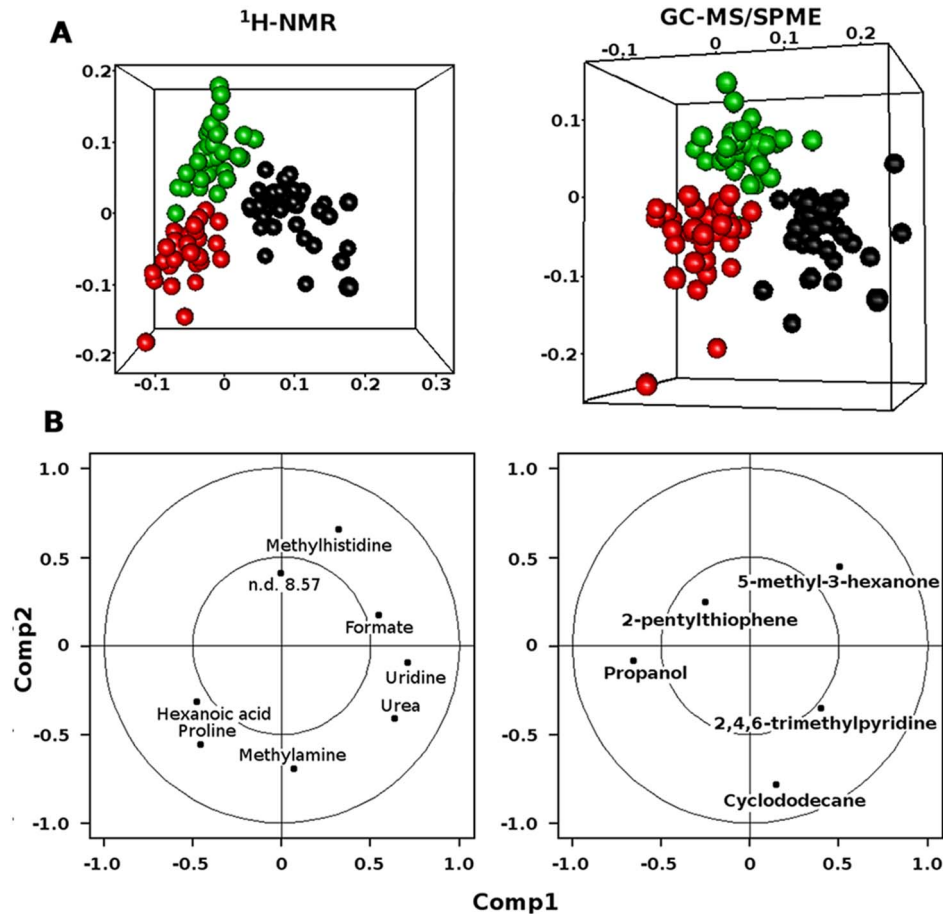 A
¹H-NMR
GC-MS/SPME
0.2
0.1
0
-0.1
-0.2
-0.1 0 0.1 0.2 0.3
-0.1 0 0.1 0.2
0.1
0
-0.1
-0.2
B
Comp2
1.0
0.5
0
-0.5
-1.0
Methylhistidine
n.d. 8.57
Formate
Uridine
Urea
Hexanoic acid
Proline
Methylamine
-1.0 -0.5 0 0.5 1.0
1.0
0.5
0
-0.5
-1.0
5-methyl-3-hexanone
2-pentylthiophene
Propanol
2,4,6-trimethylpyridine
Cyclododecane
-1.0 -0.5 0 0.5 1.0
Comp1